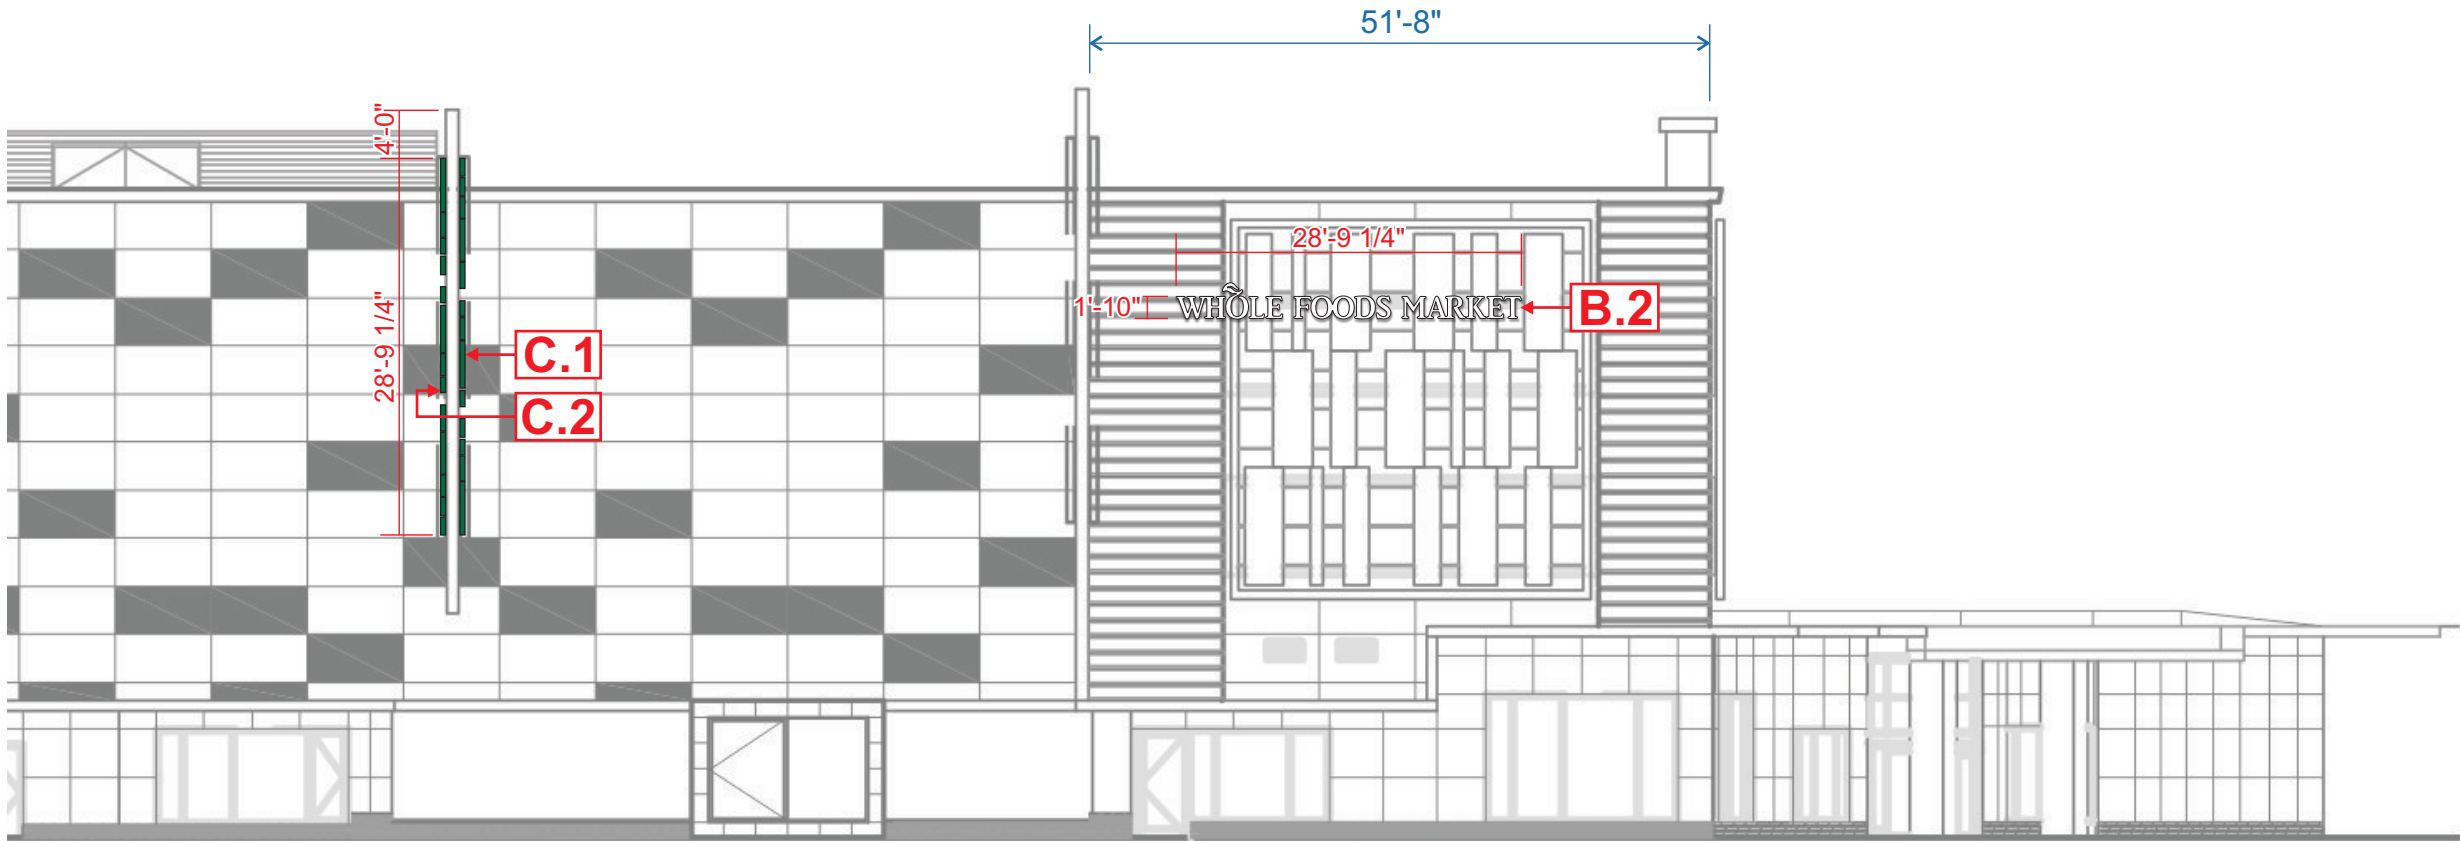 51'-8"
4'-0"
28'-9 1/4"
28'-9 1/4"
1'-10"
WHOLE FOODS MARKET
B.2
C.1
C.2